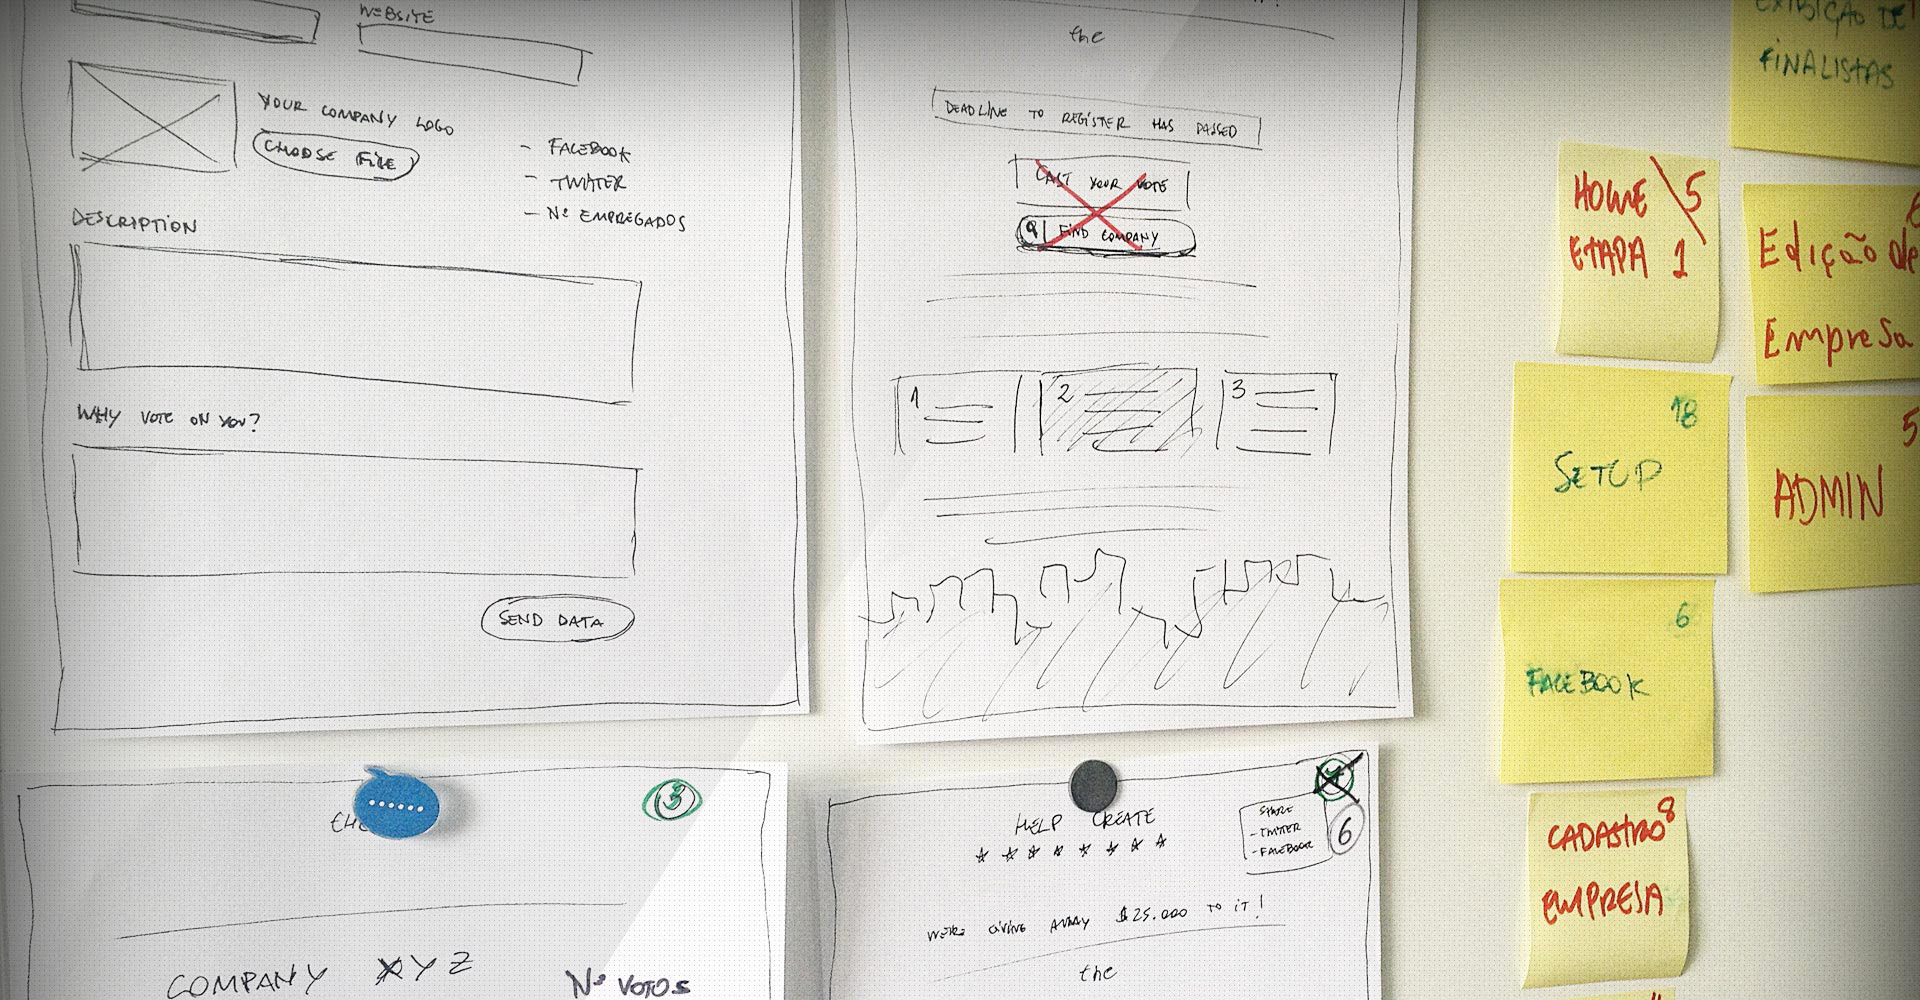 WEBSITE
YOUR COMPANY LOGO
CHOOSE FILE
- FACEBOOK
- TWITTER
- Nº EMPREGADOS
DESCRIPTION
WHY VOTE ON YOU?
SEND DATA
the
DEADLINE TO REGISTER HAS PASSED
CAST YOUR VOTE
FIND COMPANY
1
2
3
3
COMPANY XYZ
Nº VOTOS
HELP CREATE
SHARE
- TWITTER
- FACEBOOK
6
WE'RE GIVING AWAY $25.000 TO IT!
the
EXIBIÇÃO DE
FINALISTAS
HOME 5
ETAPA 1
Edição de
Empresa
18
SETUP
5
ADMIN
6
FACEBOOK
CADASTRO 8
EMPRESA